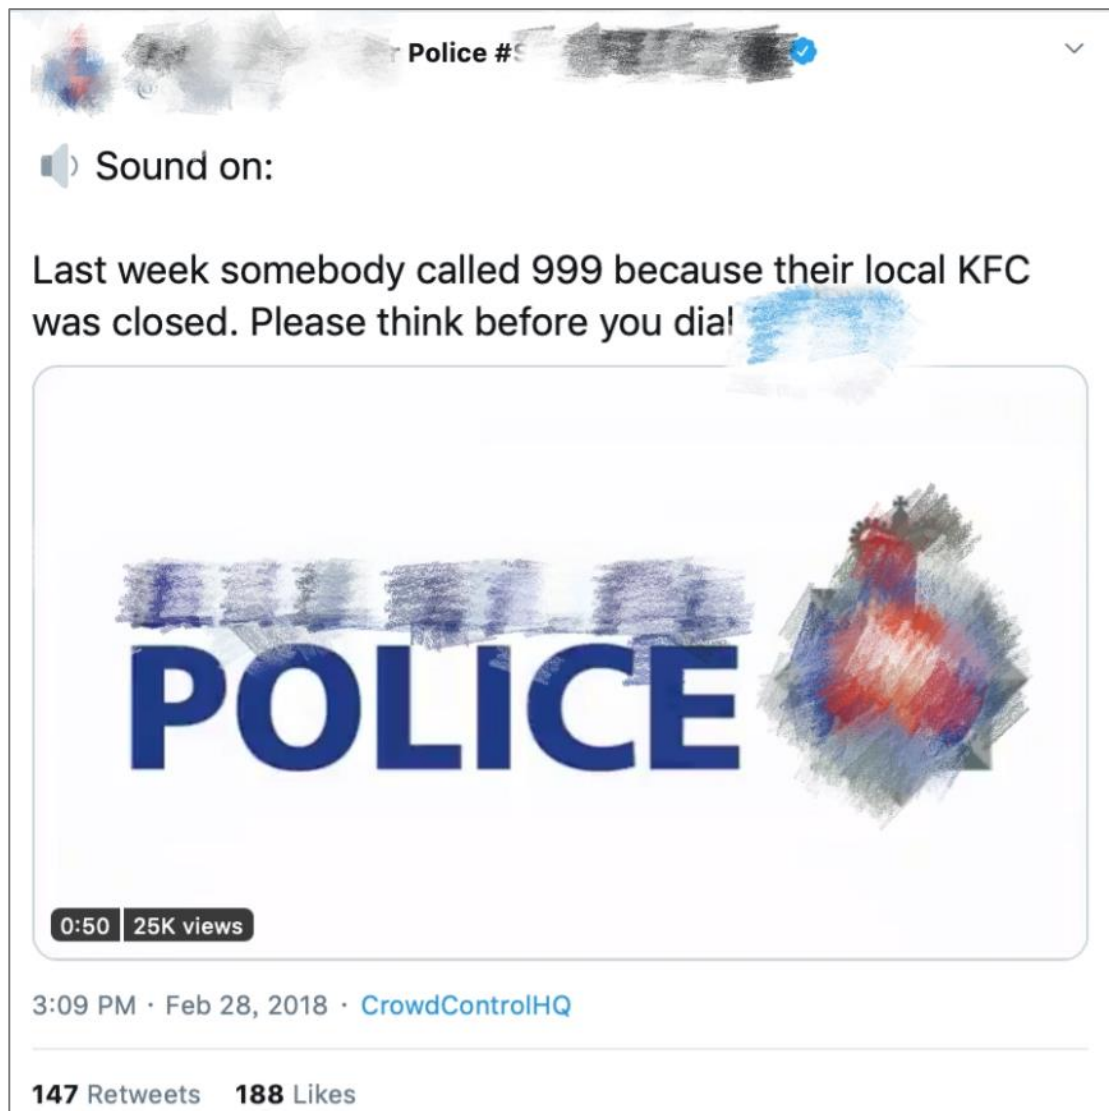 Police #
Sound on:
Last week somebody called 999 because their local KFC
was closed. Please think before you dial
POLICE
0:50 25K views
3:09 PM · Feb 28, 2018 · CrowdControlHQ
147 Retweets 188 Likes